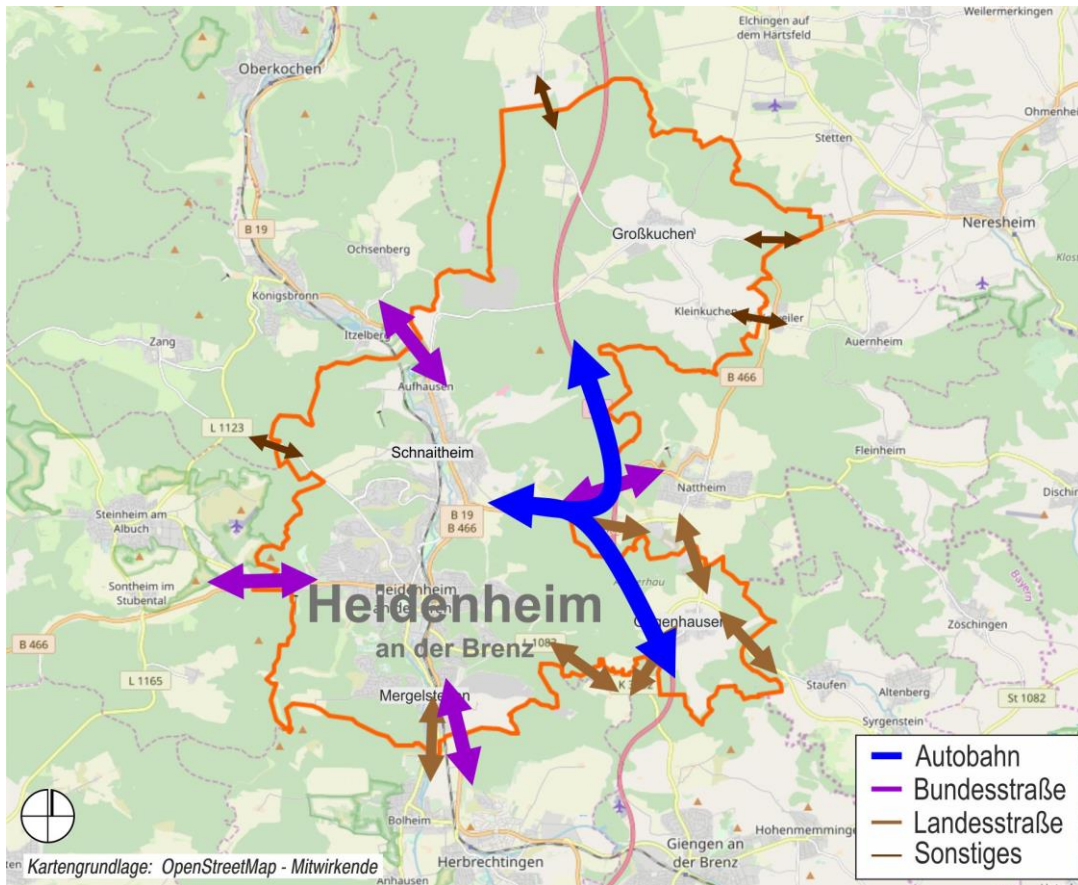 Weilermerkingen
Elchingen auf
dem Härtsfeld
Oberkochen
Ohmenheim
Stetten
Neresheim
B 19
Großkuchen
Ochsenberg
Königsbronn
Kleinkuchen
Itzelberg
Zang
Auernheim
B 466
Aufhausen
L 1123
Schnaitheim
Fleinheim
Nattheim
Steinheim am
Albuch
B 19
B 466
Sontheim im
Stubental
Bayern
Heidenheim
an der Brenz
Zöschingen
B 466
L 1165
Mergelstetten
Staufen
Altenberg
St 1082
Syrgenstein
Bolheim
Herbrechtingen
Giengen an
der Brenz
Anhausen
Autobahn
Bundesstraße
Landesstraße
Sonstiges
Kartengrundlage: OpenStreetMap - Mitwirkende